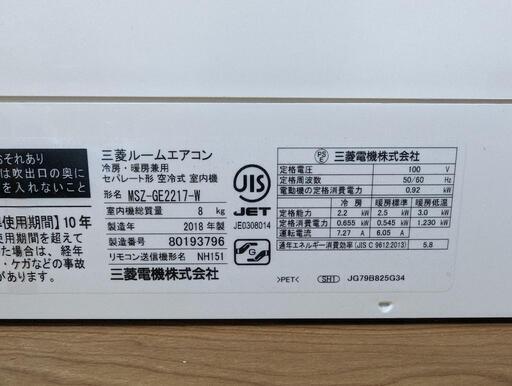 おそれあり
は吹出口の奥に
を入れないこと
使用期間】10年
使用期間を超えて
た場合は、経年
・ケガなどの事故
三菱ルームエアコン
冷房・暖房兼用
セパレート形 空冷式 室内機
形名 MSZ-GE2217-W
室内機総質量 8 kg
製造年 2018 年製
製造番号 80193796
リモコン送信機形名 NH151
三菱電機株式会社
JIS
JET
JE0308014
PS
E
三菱電機株式会社
定格電圧 100 V
定格周波数 50/60 Hz
電動機の定格消費電力 0.92 kW
冷房 暖房 暖房低温
定格能力 2.2 kW 2.5 kW 3.0 kW
定格消費電力 0.655 kW 0.545 kW 1.230 kW
運転電流 7.27 A 6.05 A
通年エネルギー消費効率(JIS C 9612:2013) 5.8
>PET< SH1 JG79B825G34